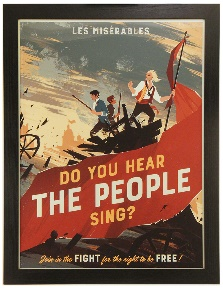 LES MISÉRABLES
DO YOU HEAR
THE PEOPLE
SING?
Join in the FIGHT for the right to be FREE!